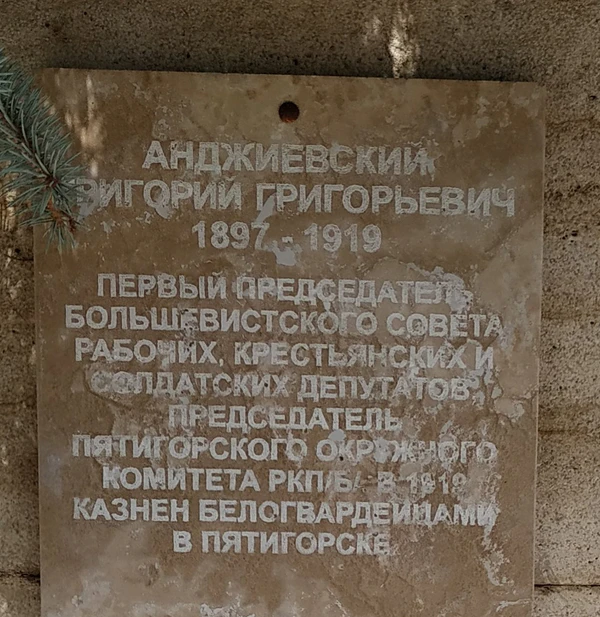 АНДЖИЕВСКИЙ
ГРИГОРИЙ ГРИГОРЬЕВИЧ
1897 - 1919
ПЕРВЫЙ ПРЕДСЕДАТЕЛЬ
БОЛЬШЕВИСТСКОГО СОВЕТА
РАБОЧИХ, КРЕСТЬЯНСКИХ И
СОЛДАТСКИХ ДЕПУТАТОВ,
ПРЕДСЕДАТЕЛЬ
ПЯТИГОРСКОГО ОКРУЖНОГО
КОМИТЕТА РКП/Б/ В 1919
КАЗНЕН БЕЛОГВАРДЕЙЦАМИ
В ПЯТИГОРСКЕ